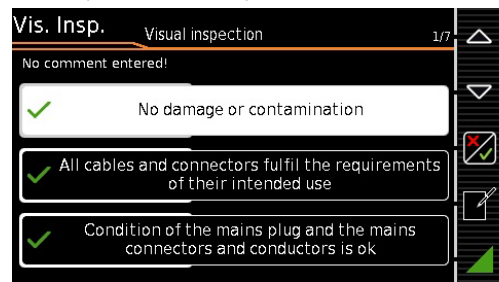 Vis. Insp.
Visual inspection
1/7
No comment entered!
No damage or contamination
All cables and connectors fulfil the requirements
of their intended use
Condition of the mains plug and the mains
connectors and conductors is ok